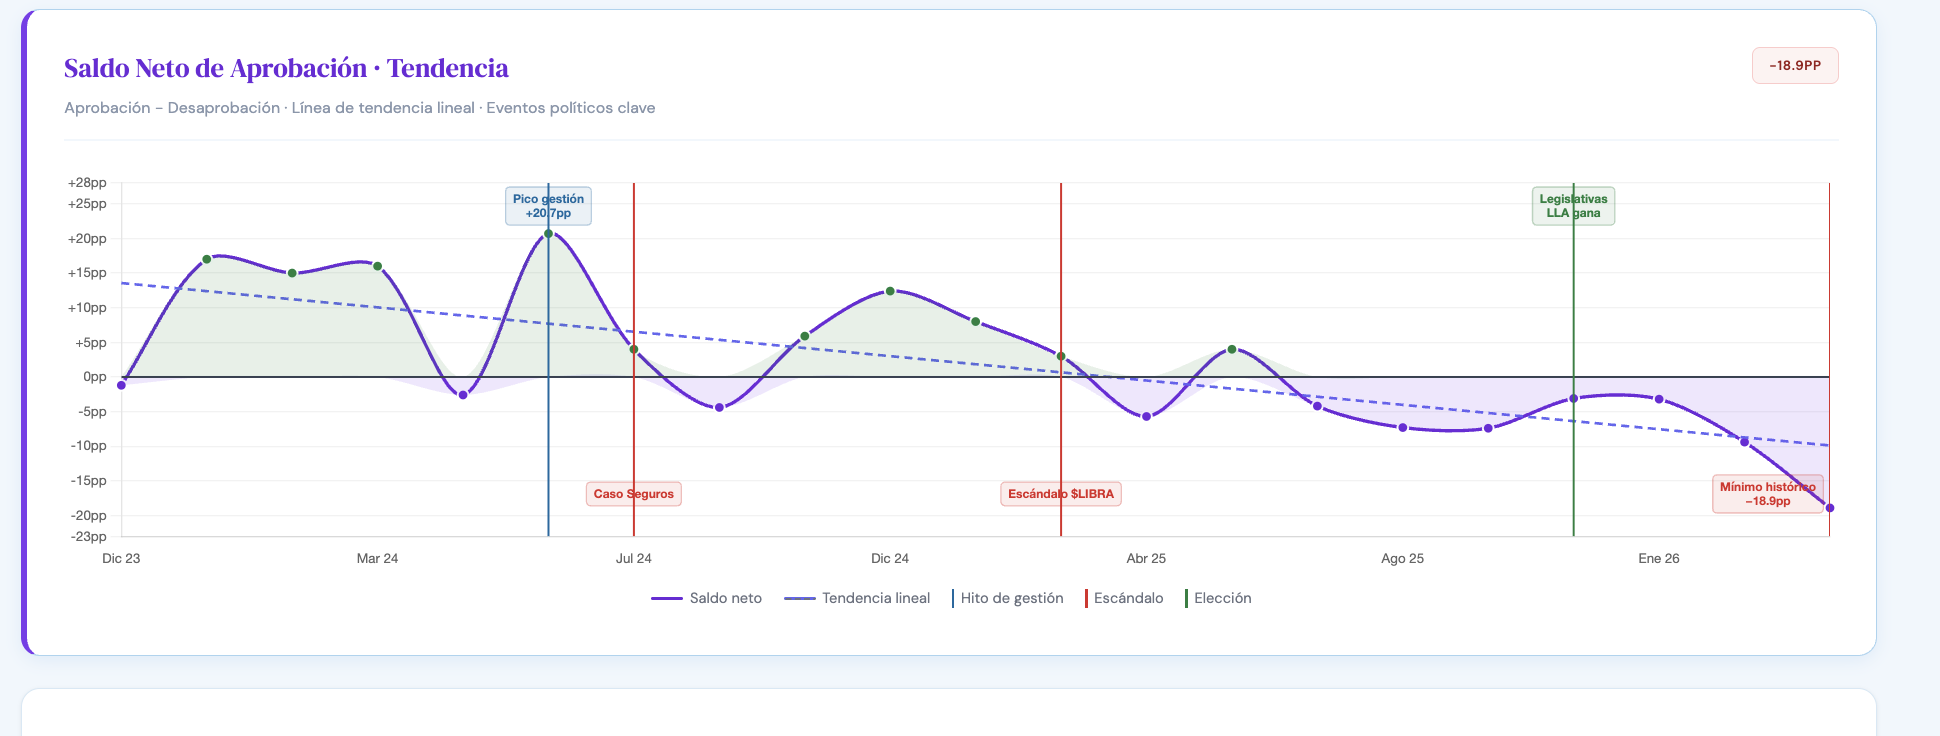 Saldo Neto de Aprobación · Tendencia
−18.9PP
Aprobación − Desaprobación · Línea de tendencia lineal · Eventos políticos clave
+28pp
+25pp
+20pp
+15pp
+10pp
+5pp
0pp
-5pp
-10pp
-15pp
-20pp
-23pp
Pico gestión
+20.7pp
Legislativas
LLA gana
Caso Seguros
Escándalo $LIBRA
Mínimo histórico
−18.9pp
Dic 23
Mar 24
Jul 24
Dic 24
Abr 25
Ago 25
Ene 26
Saldo neto
Tendencia lineal
Hito de gestión
Escándalo
Elección